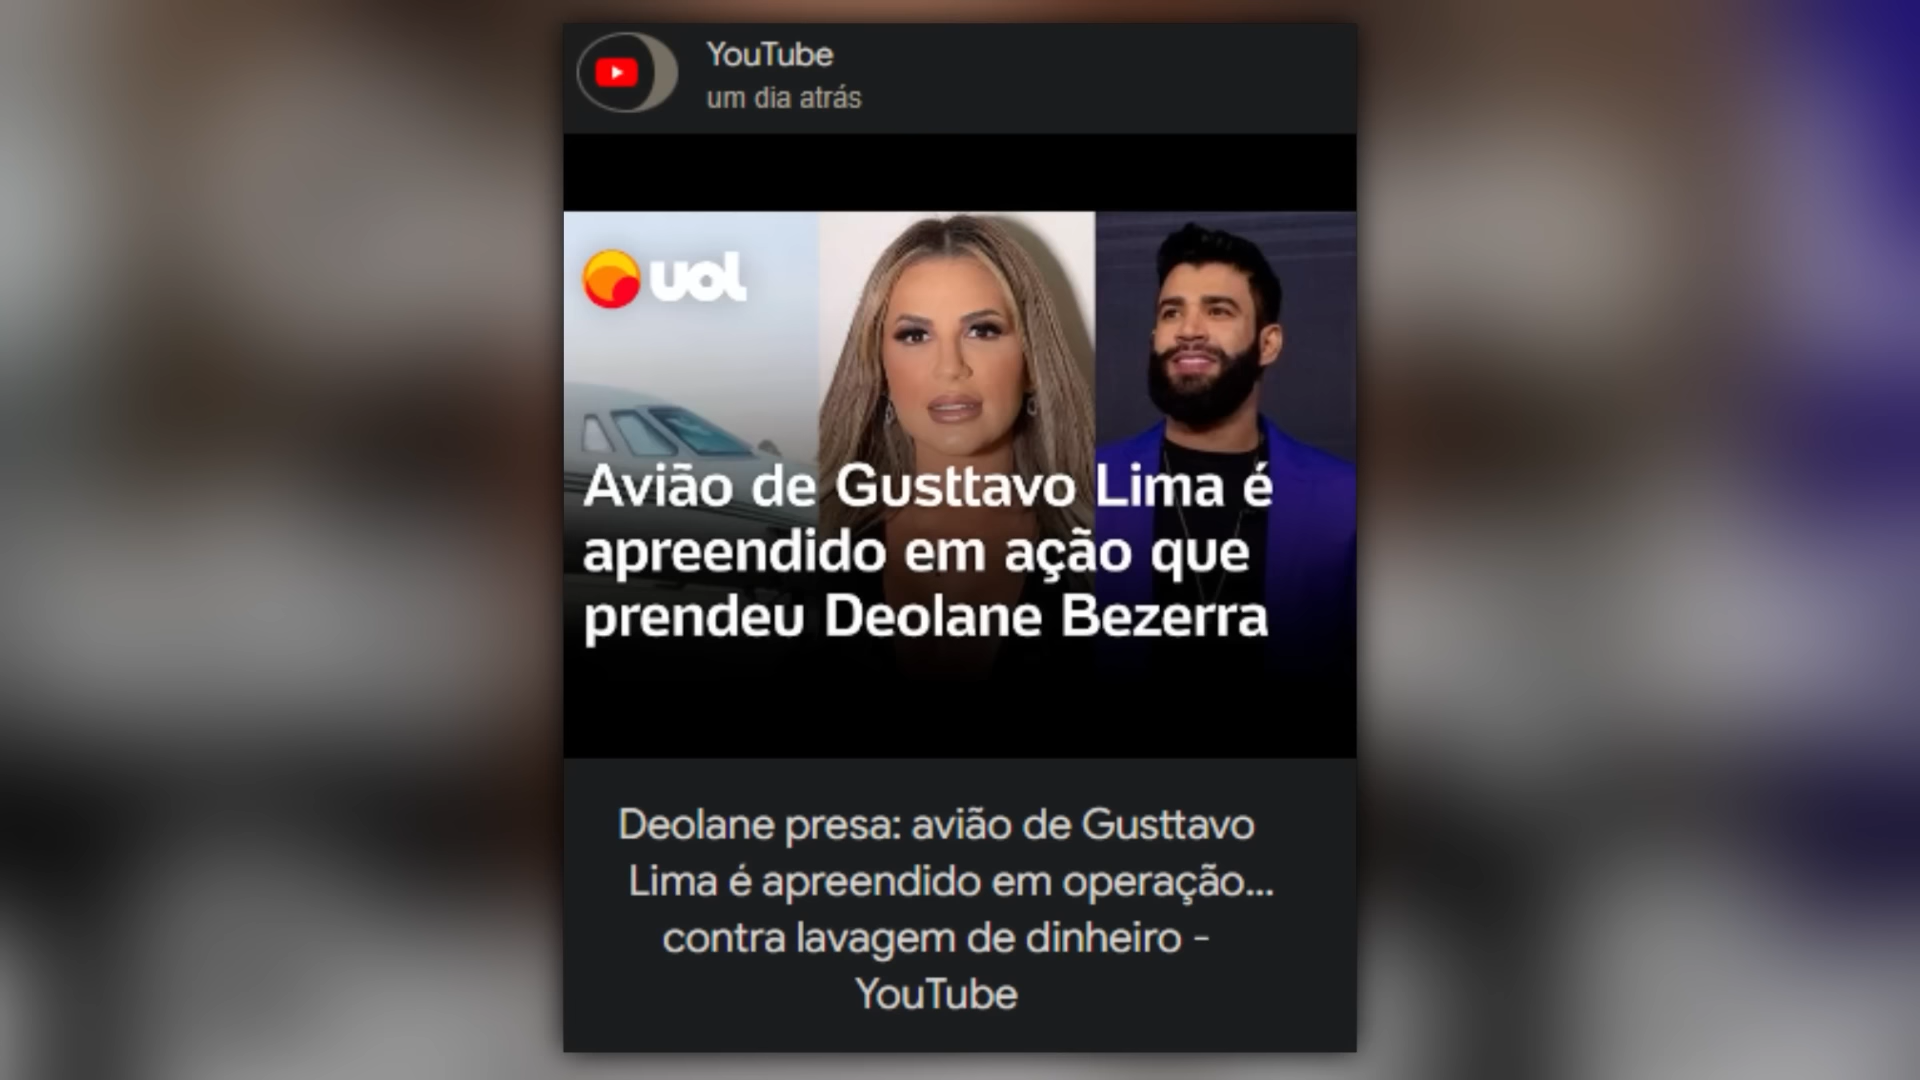 YouTube
um dia atrás
uol
Avião de Gusttavo Lima é
apreendido em ação que
prendeu Deolane Bezerra
Deolane presa: avião de Gusttavo
Lima é apreendido em operação...
contra lavagem de dinheiro -
YouTube